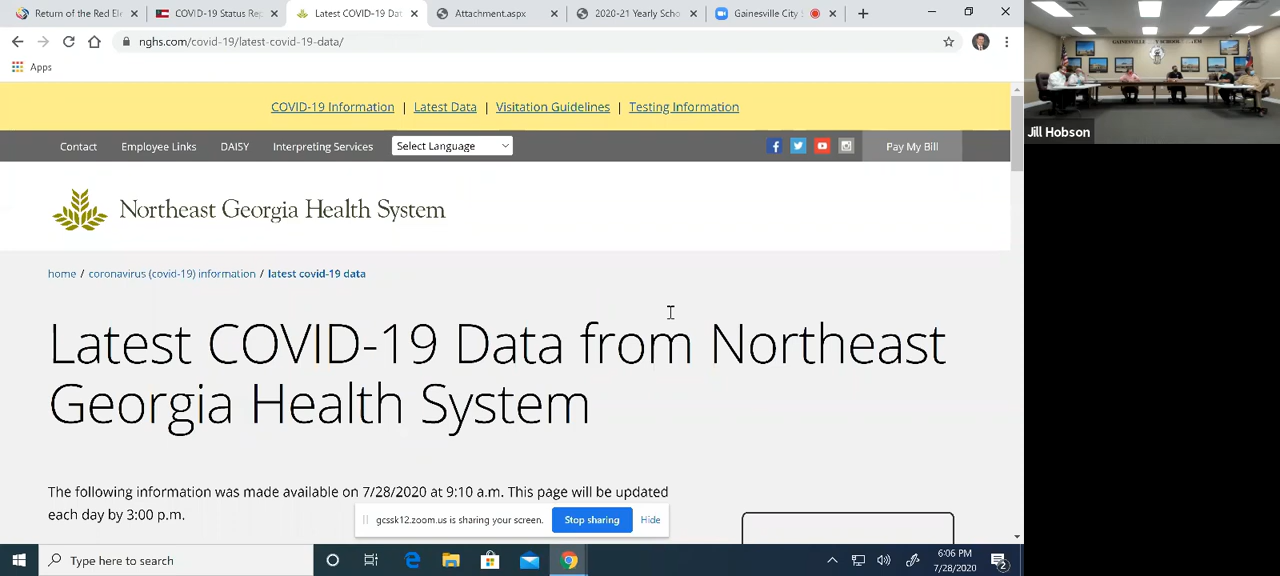 Return of the Red El
COVID-19 Status Rep
Latest COVID-19 Dat
Attachment.aspx
2020-21 Yearly Scho
Gainesville City S
nghs.com/covid-19/latest-covid-19-data/
Apps
COVID-19 Information | Latest Data | Visitation Guidelines | Testing Information
Contact Employee Links DAISY Interpreting Services Select Language Pay My Bill
Northeast Georgia Health System
home / coronavirus (covid-19) information / latest covid-19 data
Latest COVID-19 Data from Northeast
Georgia Health System
The following information was made available on 7/28/2020 at 9:10 a.m. This page will be updated
each day by 3:00 p.m.
gcssk12.zoom.us is sharing your screen. Stop sharing Hide
Type here to search
6:06 PM
7/28/2020
2
GAINESVILLE CITY SCHOOL SYSTEM
Jill Hobson